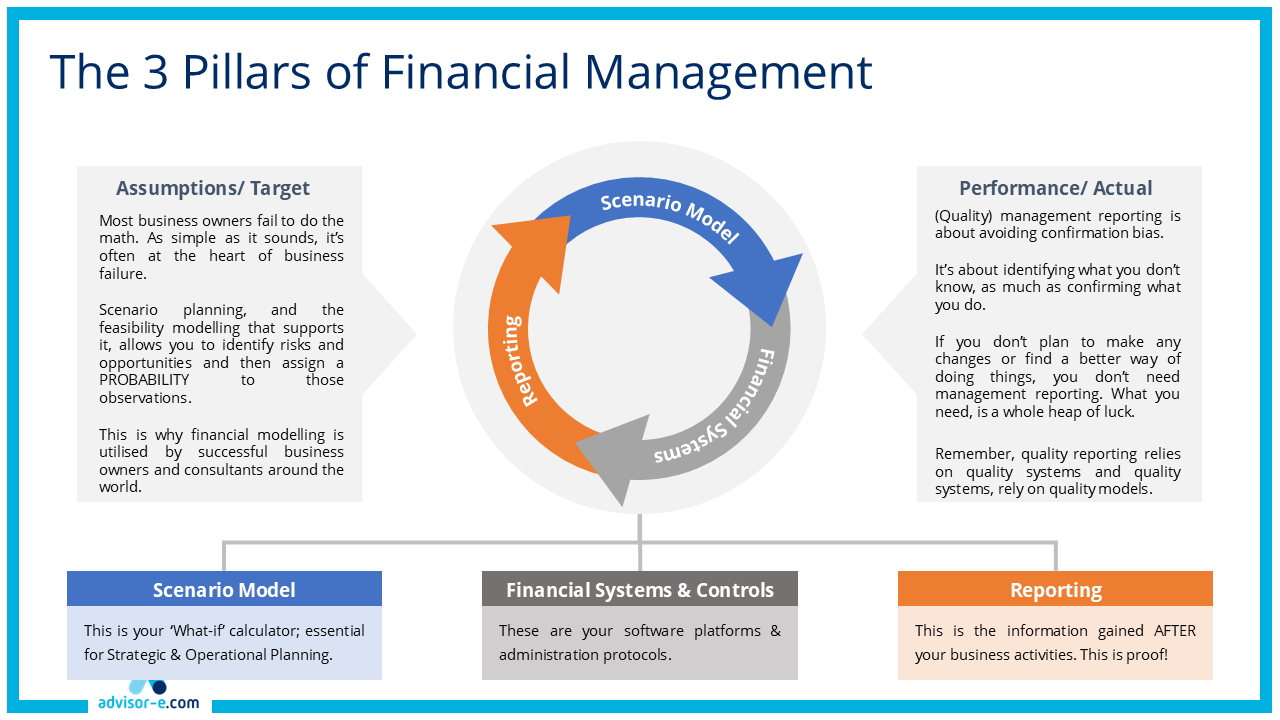 The 3 Pillars of Financial Management
Assumptions/ Target
Most business owners fail to do the
math. As simple as it sounds, it’s
often at the heart of business
failure.
Scenario planning, and the
feasibility modelling that supports
it, allows you to identify risks and
opportunities and then assign a
PROBABILITY to those
observations.
This is why financial modelling is
utilised by successful business
owners and consultants around the
world.
Scenario Model
Financial Systems
Reporting
Performance/ Actual
(Quality) management reporting is
about avoiding confirmation bias.
It’s about identifying what you don’t
know, as much as confirming what
you do.
If you don’t plan to make any
changes or find a better way of
doing things, you don’t need
management reporting. What you
need, is a whole heap of luck.
Remember, quality reporting relies
on quality systems and quality
systems, rely on quality models.
Scenario Model
This is your ‘What-if’ calculator; essential
for Strategic & Operational Planning.
Financial Systems & Controls
These are your software platforms &
administration protocols.
Reporting
This is the information gained AFTER
your business activities. This is proof!
advisor-e.com